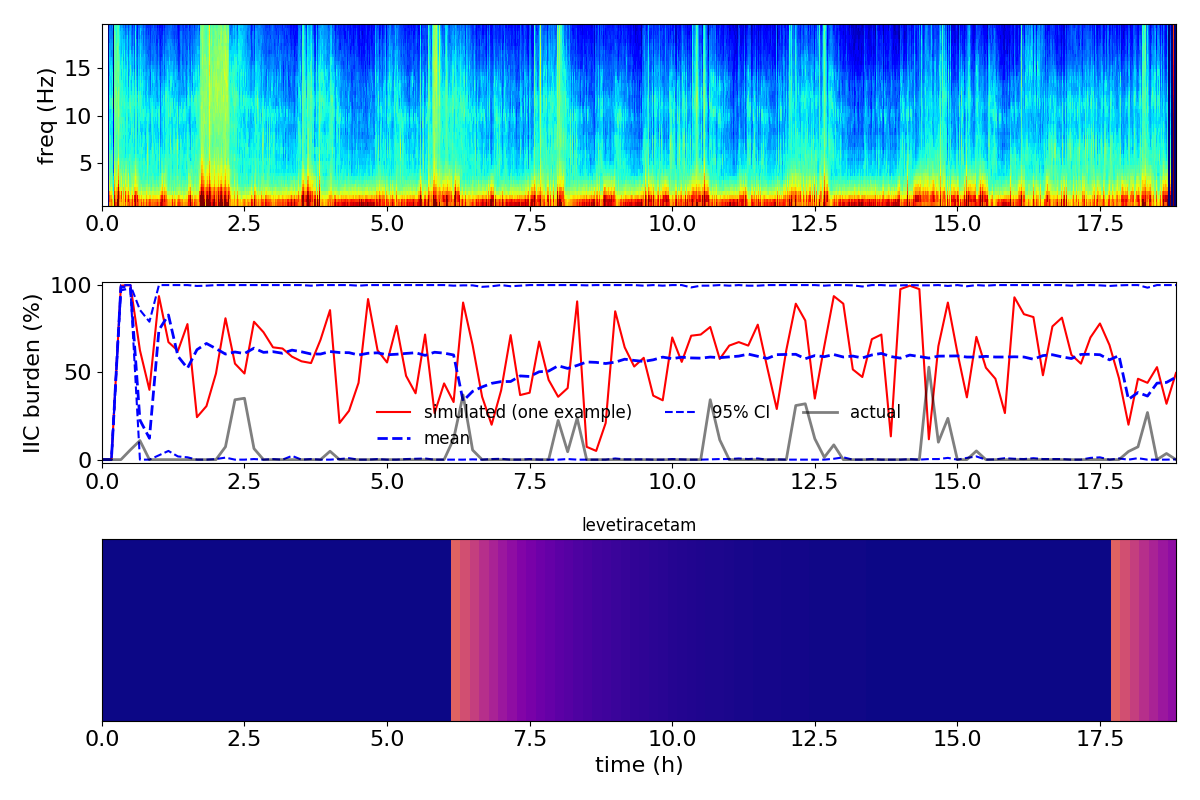 freq (Hz)
15
10
5
0.0 2.5 5.0 7.5 10.0 12.5 15.0 17.5
IIC burden (%)
100
50
0
simulated (one example) 95% CI actual
mean
0.0 2.5 5.0 7.5 10.0 12.5 15.0 17.5
levetiracetam
0.0 2.5 5.0 7.5 10.0 12.5 15.0 17.5
time (h)